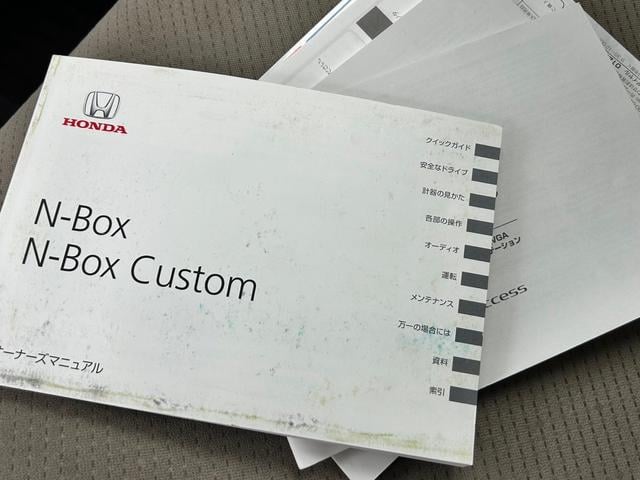 HONDA
N-Box
N-Box Custom
オーナーズマニュアル
クイックガイド
安全なドライブ
計器の見かた
各部の操作
オーディオ
運転
メンテナンス
万一の場合には
資料
索引